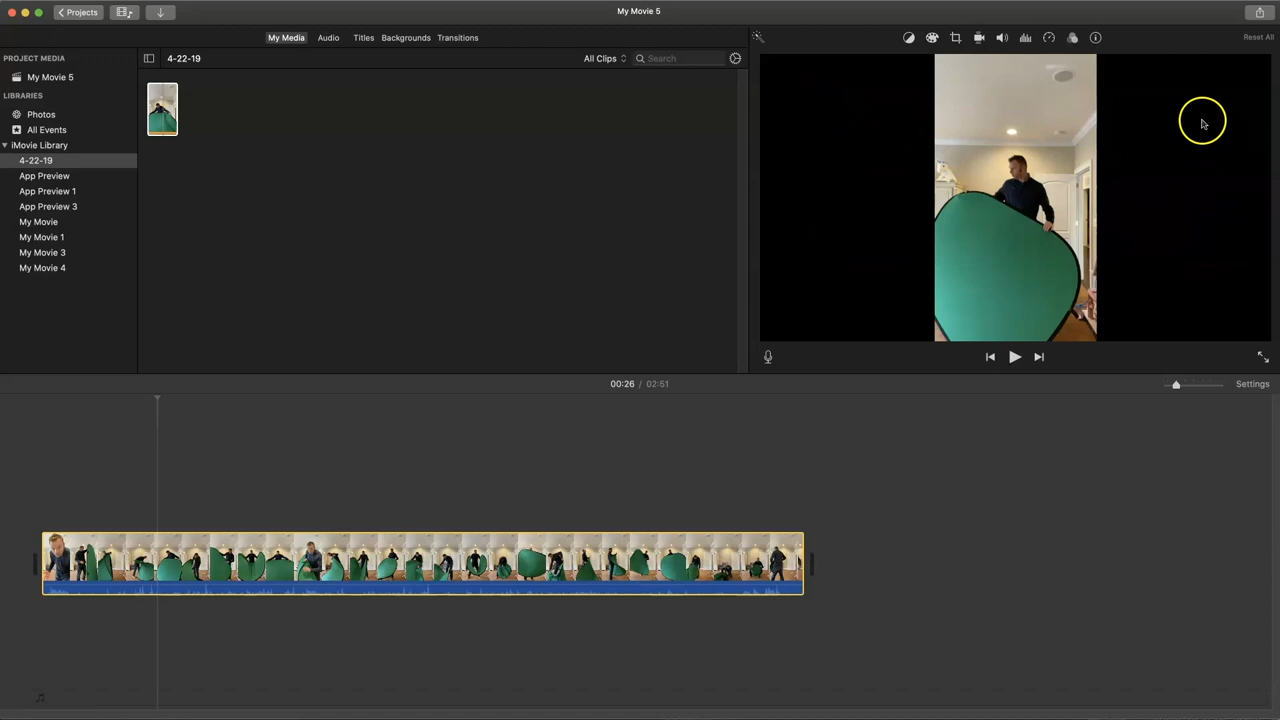 Projects
My Movie 5
My Media Audio Titles Backgrounds Transitions
Reset All
PROJECT MEDIA
My Movie 5
LIBRARIES
Photos
All Events
iMovie Library
4-22-19
App Preview
App Preview 1
App Preview 3
My Movie
My Movie 1
My Movie 3
My Movie 4
4-22-19 All Clips Search
00:26 / 02:51 Settings